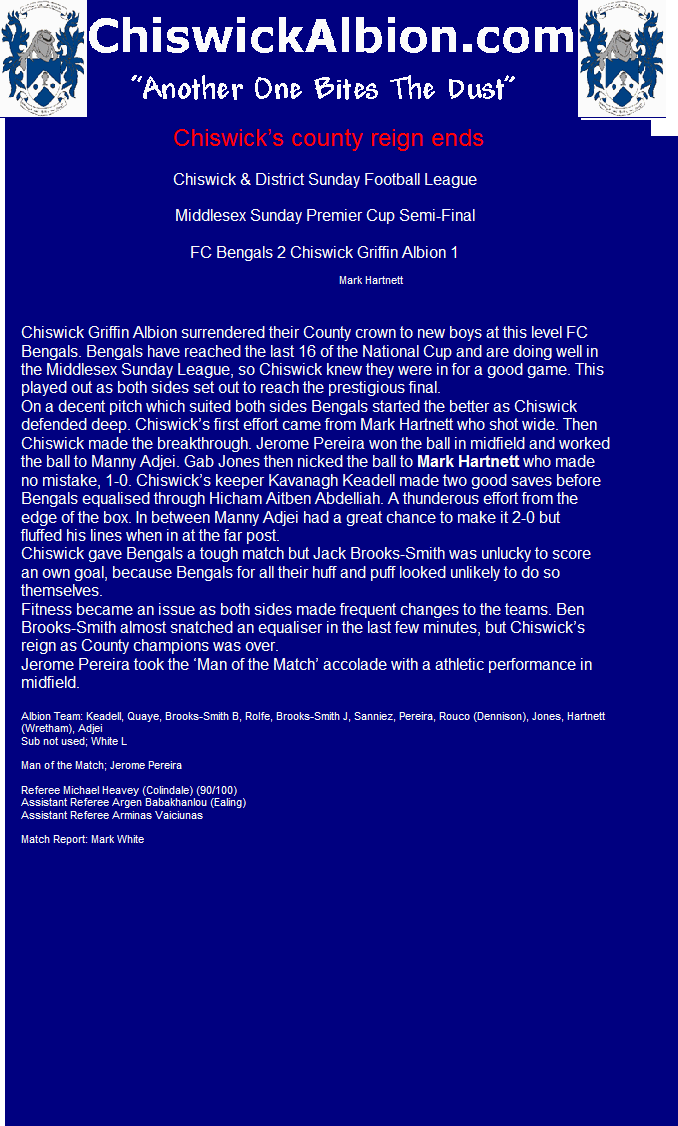 ChiswickAlbion.com
"Another One Bites The Dust"
Chiswick's county reign ends
Chiswick & District Sunday Football League
Middlesex Sunday Premier Cup Semi-Final
FC Bengals 2 Chiswick Griffin Albion 1
Mark Hartnett
Chiswick Griffin Albion surrendered their County crown to new boys at this level FC
Bengals. Bengals have reached the last 16 of the National Cup and are doing well in
the Middlesex Sunday League, so Chiswick knew they were in for a good game. This
played out as both sides set out to reach the prestigious final.
On a decent pitch which suited both sides Bengals started the better as Chiswick
defended deep. Chiswick's first effort came from Mark Hartnett who shot wide. Then
Chiswick made the breakthrough. Jerome Pereira won the ball in midfield and worked
the ball to Manny Adjei. Gab Jones then nicked the ball to Mark Hartnett who made
no mistake, 1-0. Chiswick's keeper Kavanagh Keadell made two good saves before
Bengals equalised through Hicham Aitben Abdelliah. A thunderous effort from the
edge of the box. In between Manny Adjei had a great chance to make it 2-0 but
fluffed his lines when in at the far post.
Chiswick gave Bengals a tough match but Jack Brooks-Smith was unlucky to score
an own goal, because Bengals for all their huff and puff looked unlikely to do so
themselves.
Fitness became an issue as both sides made frequent changes to the teams. Ben
Brooks-Smith almost snatched an equaliser in the last few minutes, but Chiswick's
reign as County champions was over.
Jerome Pereira took the 'Man of the Match' accolade with a athletic performance in
midfield.
Albion Team: Keadell, Quaye, Brooks-Smith B, Rolfe, Brooks-Smith J, Sanniez, Pereira, Rouco (Dennison), Jones, Hartnett
(Wretham), Adjei
Sub not used; White L
Man of the Match; Jerome Pereira
Referee Michael Heavey (Colindale) (90/100)
Assistant Referee Argen Babakhanlou (Ealing)
Assistant Referee Arminas Vaiciunas
Match Report: Mark White